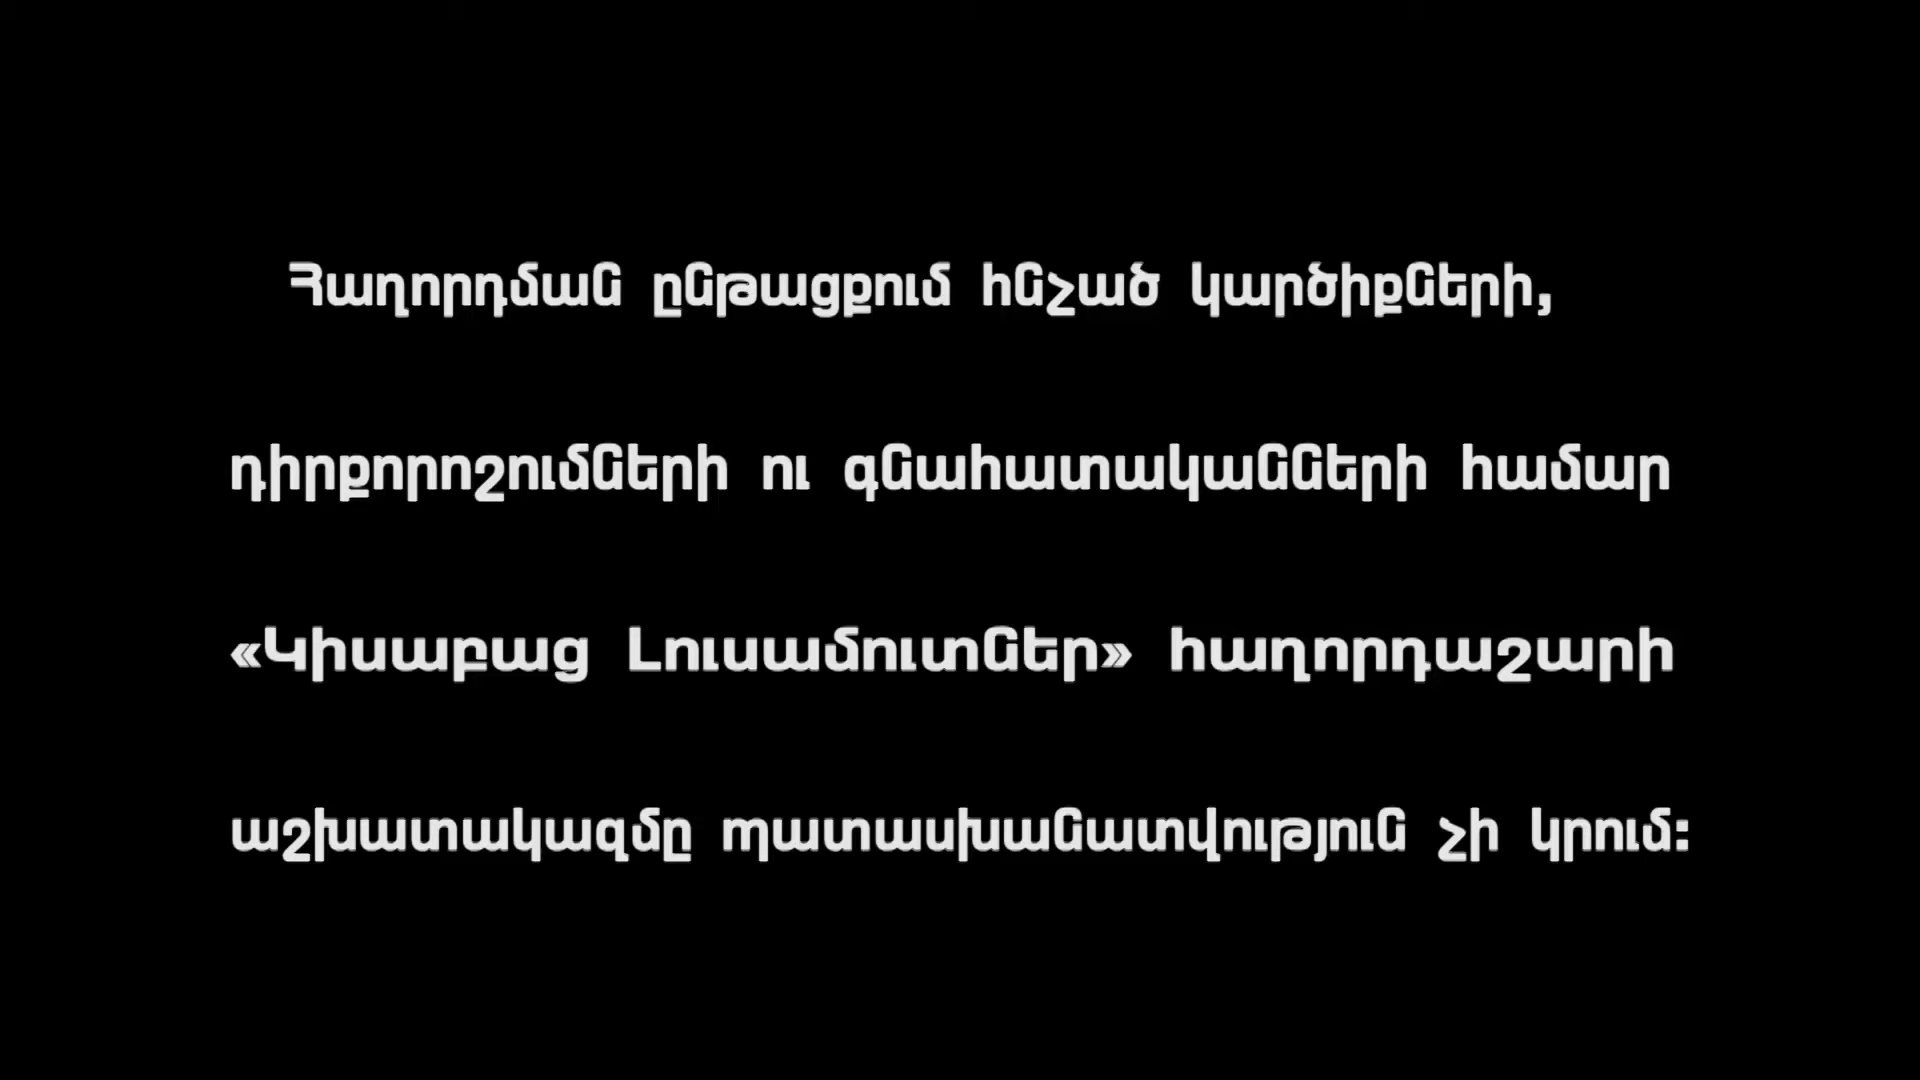 Հաղորդման ընթացքում հնչած կարծիքների,
դիրքորոշումների ու գնահատականների համար
«Կիսաբաց Լուսամուտներ» հաղորդաշարի
աշխատակազմը պատասխանատվություն չի կրում: